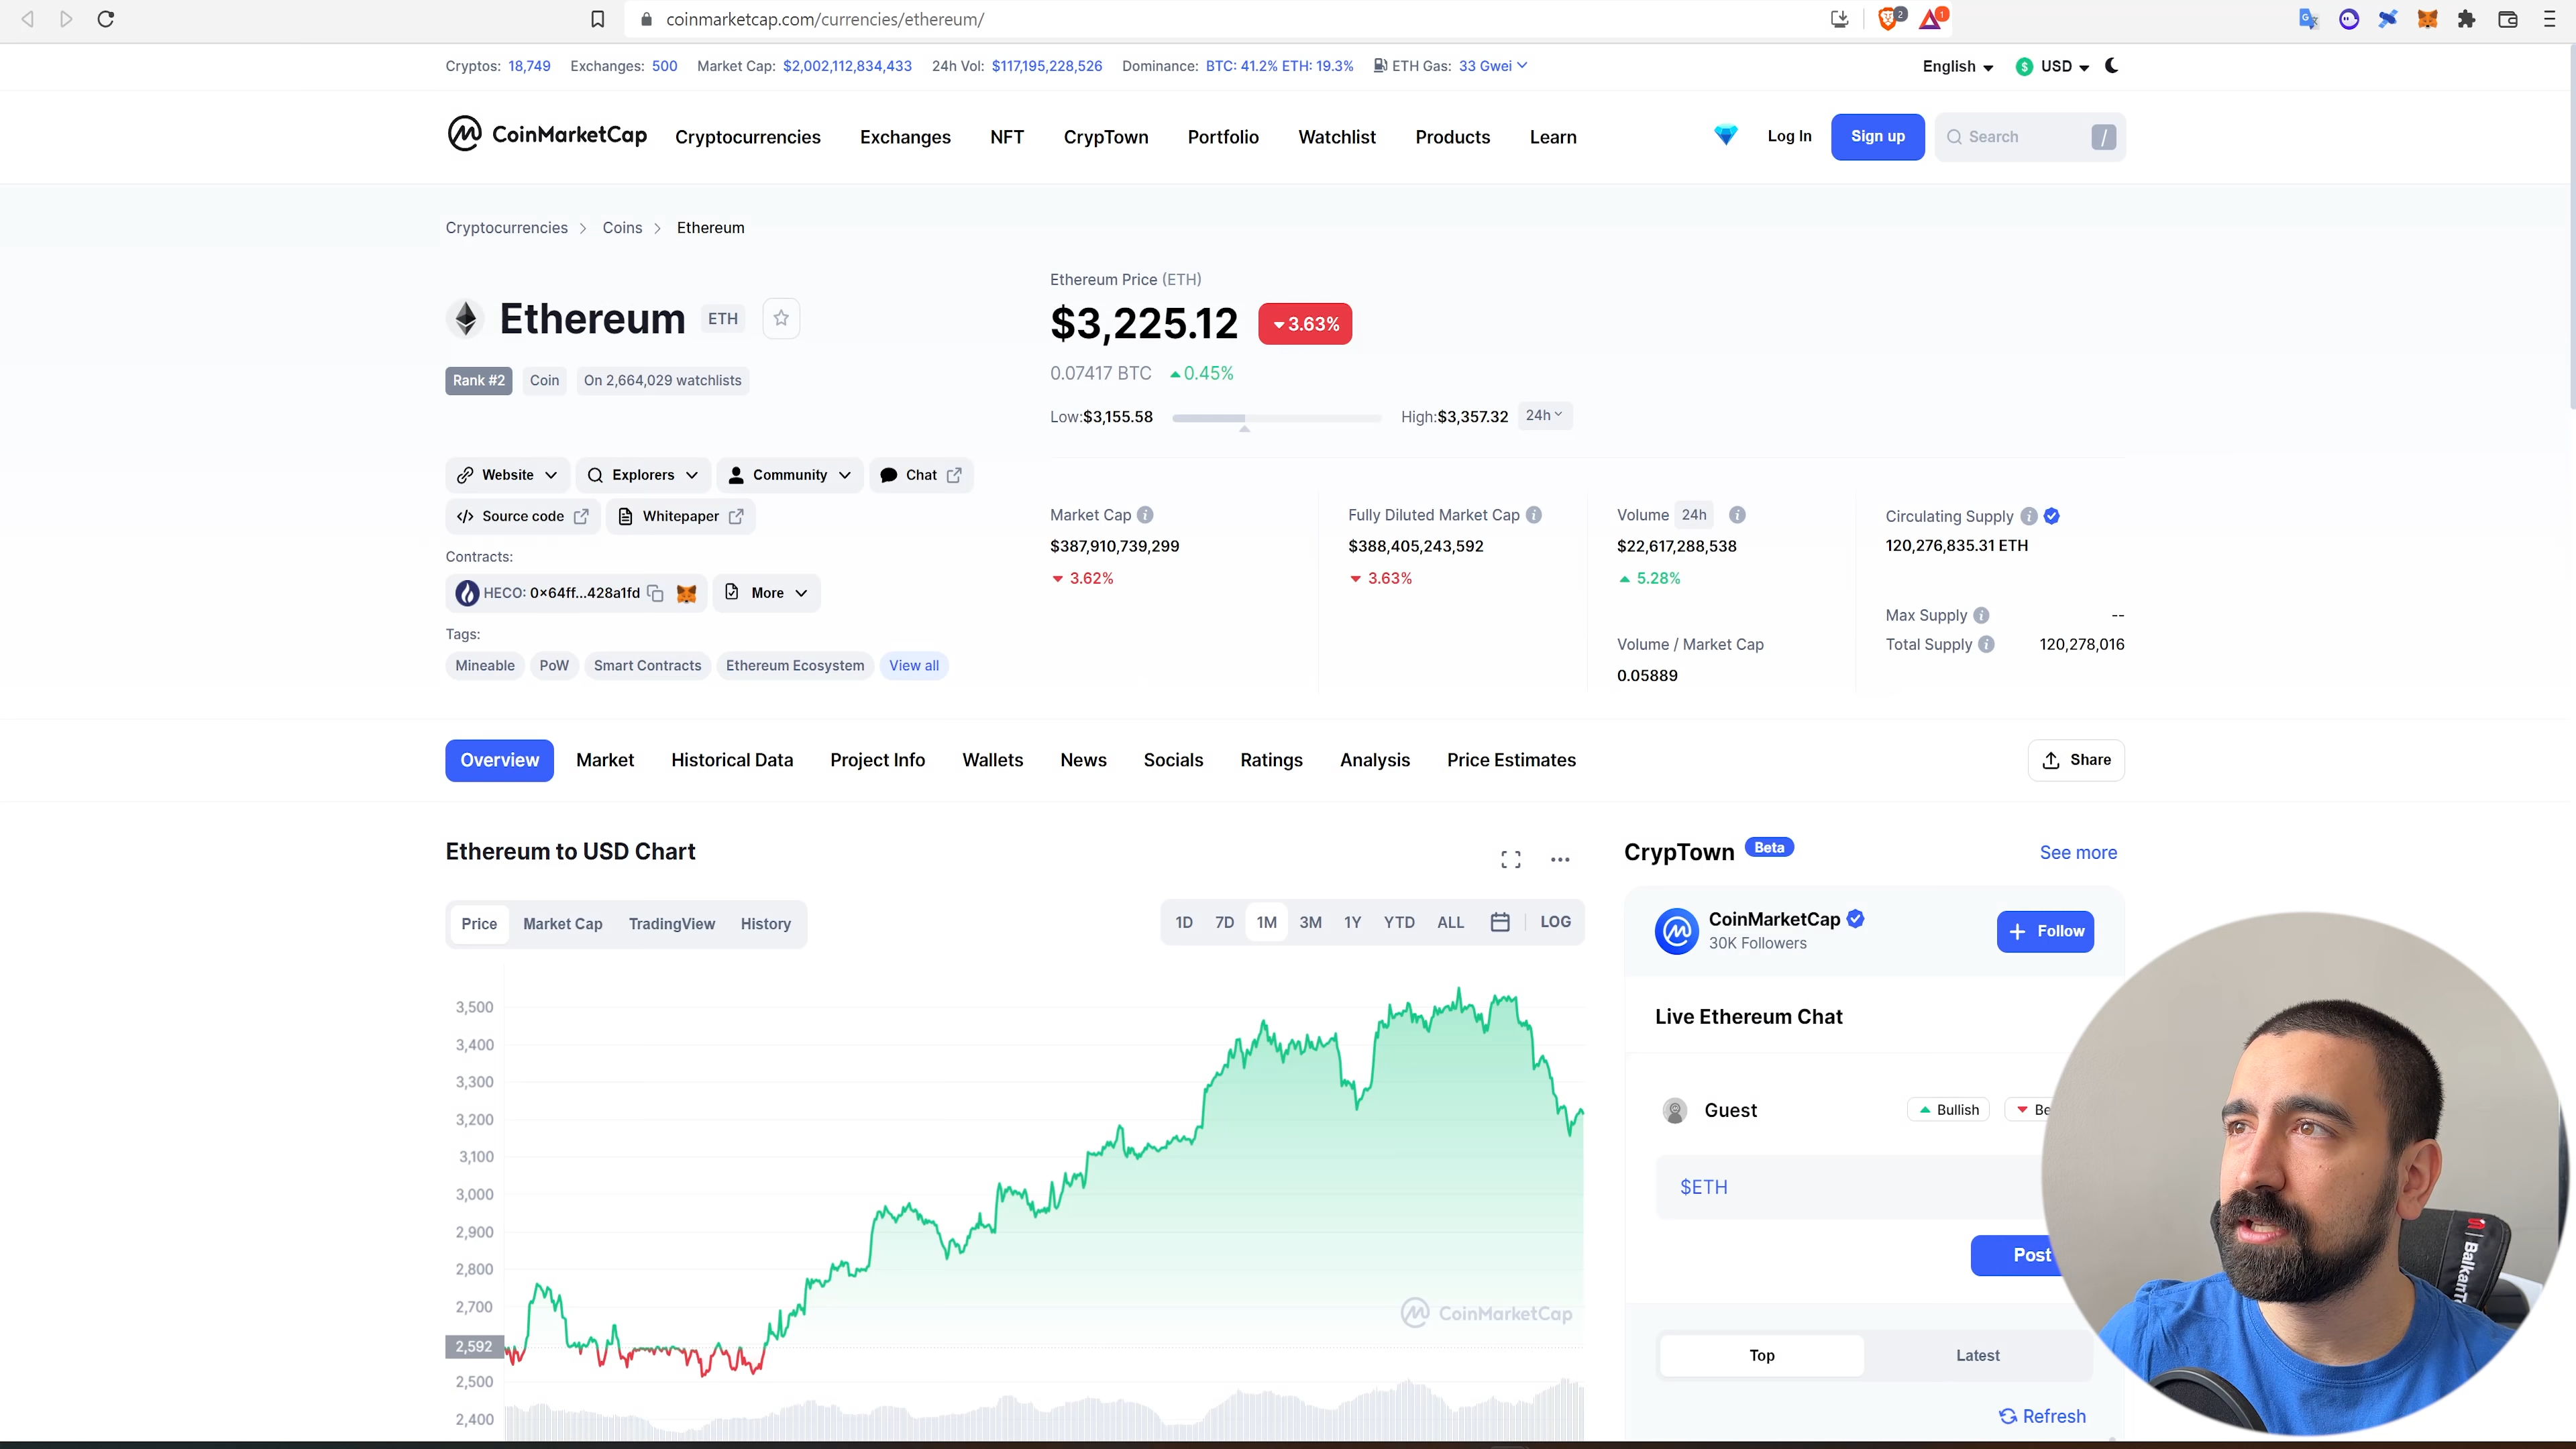 coinmarketcap.com/currencies/ethereum/
2
1
Cryptos: 18,749 Exchanges: 500 Market Cap: $2,002,112,834,433 24h Vol: $117,195,228,526 Dominance: BTC: 41.2% ETH: 19.3% ETH Gas: 33 Gwei
English $ USD
CoinMarketCap Cryptocurrencies Exchanges NFT CrypTown Portfolio Watchlist Products Learn Log In Sign up Search /
Cryptocurrencies > Coins > Ethereum
Ethereum ETH
Rank #2 Coin On 2,664,029 watchlists
Ethereum Price (ETH)
$3,225.12 3.63%
0.07417 BTC 0.45%
Low:$3,155.58 High:$3,357.32 24h
Website Explorers Community Chat
Source code Whitepaper
Contracts:
HECO: 0x64ff...428a1fd More
Tags:
Mineable PoW Smart Contracts Ethereum Ecosystem View all
Market Cap
$387,910,739,299
3.62%
Fully Diluted Market Cap
$388,405,243,592
3.63%
Volume 24h
$22,617,288,538
5.28%
Volume / Market Cap
0.05889
Circulating Supply
120,276,835.31 ETH
Max Supply --
Total Supply 120,278,016
Overview Market Historical Data Project Info Wallets News Socials Ratings Analysis Price Estimates Share
Ethereum to USD Chart
Price Market Cap TradingView History
1D 7D 1M 3M 1Y YTD ALL LOG
3,500
3,400
3,300
3,200
3,100
3,000
2,900
2,800
2,700
2,592
2,500
2,400
CoinMarketCap
CrypTown Beta See more
CoinMarketCap
30K Followers
+ Follow
Live Ethereum Chat
Guest Bullish Be
$ETH
Post
Top Latest
Refresh